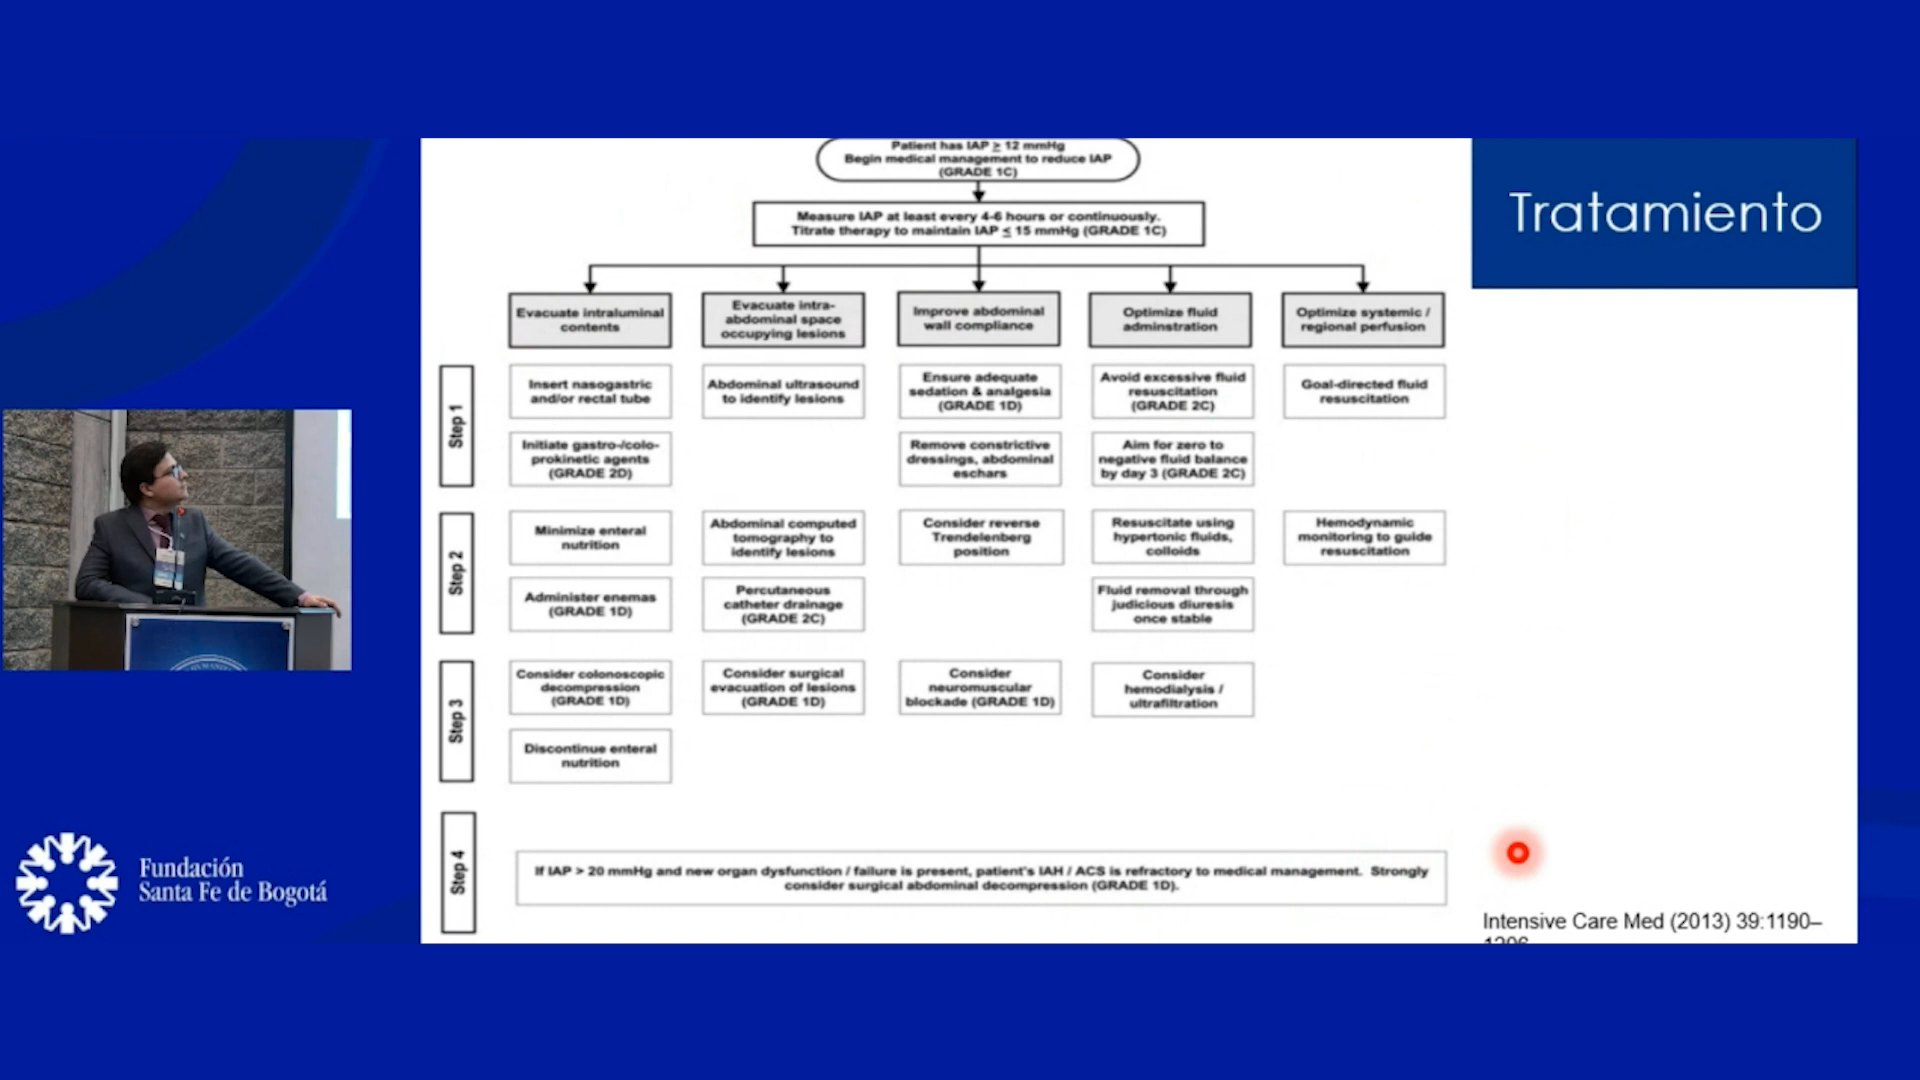 Patient has IAP ≥ 12 mmHg
Begin medical management to reduce IAP
(GRADE 1C)
Measure IAP at least every 4-6 hours or continuously.
Titrate therapy to maintain IAP ≤ 15 mmHg (GRADE 1C)
Tratamiento
Evacuate intraluminal
contents
Evacuate intra-
abdominal space
occupying lesions
Improve abdominal
wall compliance
Optimize fluid
adminstration
Optimize systemic /
regional perfusion
Step 1
Insert nasogastric
and/or rectal tube
Abdominal ultrasound
to identify lesions
Ensure adequate
sedation & analgesia
(GRADE 1D)
Avoid excessive fluid
resuscitation
(GRADE 2C)
Goal-directed fluid
resuscitation
Initiate gastro-/colo-
prokinetic agents
(GRADE 2D)
Remove constrictive
dressings, abdominal
eschars
Aim for zero to
negative fluid balance
by day 3 (GRADE 2C)
Step 2
Minimize enteral
nutrition
Abdominal computed
tomography to
identify lesions
Consider reverse
Trendelenberg
position
Resuscitate using
hypertonic fluids,
colloids
Hemodynamic
monitoring to guide
resuscitation
Administer enemas
(GRADE 1D)
Percutaneous
catheter drainage
(GRADE 2C)
Fluid removal through
judicious diuresis
once stable
Step 3
Consider colonoscopic
decompression
(GRADE 1D)
Consider surgical
evacuation of lesions
(GRADE 1D)
Consider
neuromuscular
blockade (GRADE 1D)
Consider
hemodialysis /
ultrafiltration
Discontinue enteral
nutrition
Step 4
If IAP > 20 mmHg and new organ dysfunction / failure is present, patient's IAH / ACS is refractory to medical management. Strongly
consider surgical abdominal decompression (GRADE 1D).
Intensive Care Med (2013) 39:1190–
Fundación
Santa Fe de Bogotá